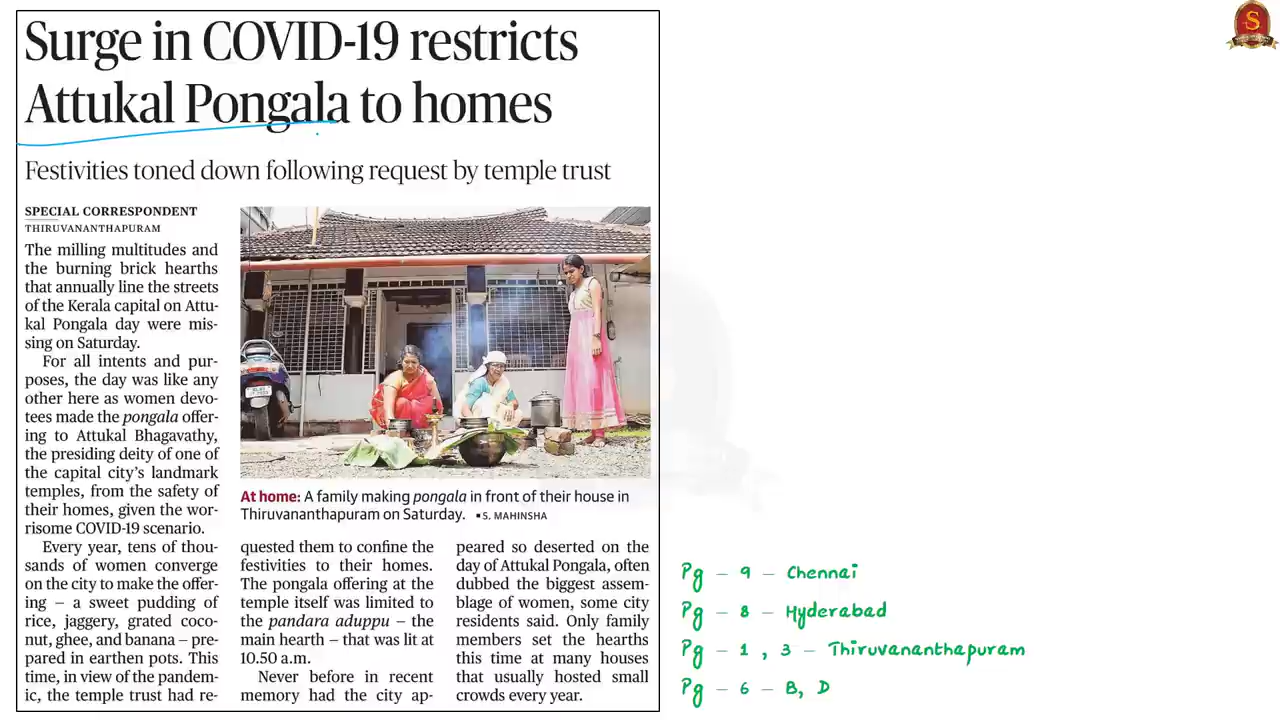 Surge in COVID-19 restricts
Attukal Pongala to homes
Festivities toned down following request by temple trust
SPECIAL CORRESPONDENT
THIRUVANANTHAPURAM
The milling multitudes and
the burning brick hearths
that annually line the streets
of the Kerala capital on Attu-
kal Pongala day were mis-
sing on Saturday.
For all intents and pur-
poses, the day was like any
other here as women devo-
tees made the pongala offer-
ing to Attukal Bhagavathy,
the presiding deity of one of
the capital city's landmark
temples, from the safety of
their homes, given the wor-
risome COVID-19 scenario.
Every year, tens of thou-
sands of women converge
on the city to make the offer-
ing – a sweet pudding of
rice, jaggery, grated coco-
nut, ghee, and banana – pre-
pared in earthen pots. This
time, in view of the pandem-
ic, the temple trust had re-
At home: A family making pongala in front of their house in
Thiruvananthapuram on Saturday. ▪ S. MAHINSHA
quested them to confine the
festivities to their homes.
The pongala offering at the
temple itself was limited to
the pandara aduppu – the
main hearth – that was lit at
10.50 a.m.
Never before in recent
memory had the city ap-
peared so deserted on the
day of Attukal Pongala, often
dubbed the biggest assem-
blage of women, some city
residents said. Only family
members set the hearths
this time at many houses
that usually hosted small
crowds every year.
S
Pg – 9 – Chennai
Pg – 8 – Hyderabad
Pg – 1 , 3 – Thiruvananthapuram
Pg – 6 – B, D